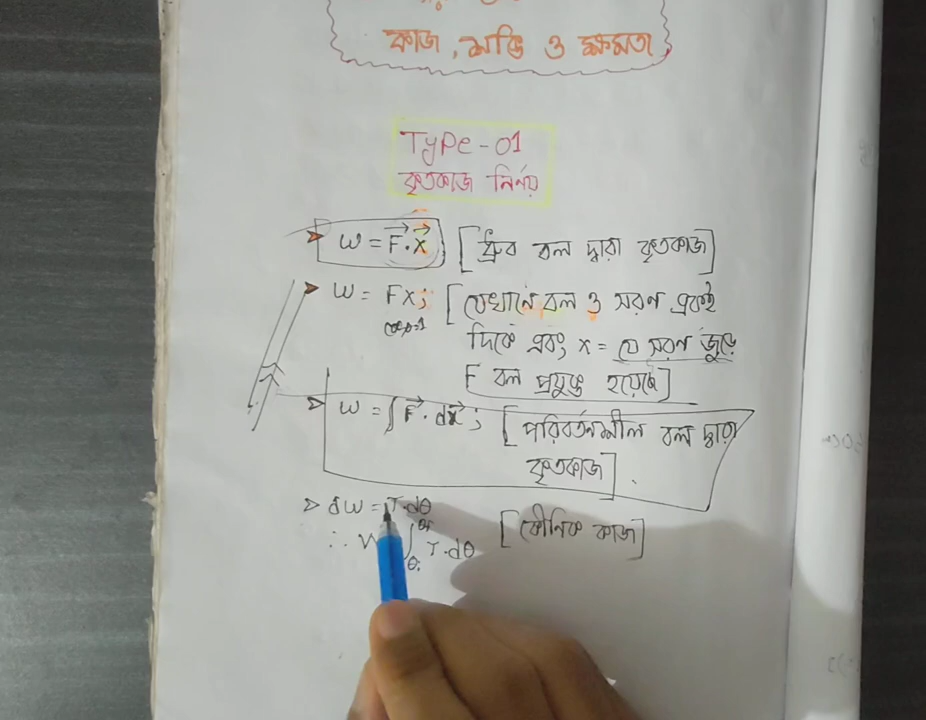 কাজ, শক্তি ও ক্ষমতা
Type-01
কৃতকাজ নির্ণয়
W = F⃗·x⃗ [ধ্রুব বল দ্বারা কৃতকাজ]
W = Fx; [যেখানে বল ও সরণ একই
দিকে এবং, x = যে সরণ জুড়ে
F বল প্রযুক্ত হয়েছে]
W = ∫F⃗·dx⃗; [পরিবর্তনশীল বল দ্বারা
কৃতকাজ].
dW = τ·dθ
∴ W ∫ τ·dθ [কৌনিক কাজ]